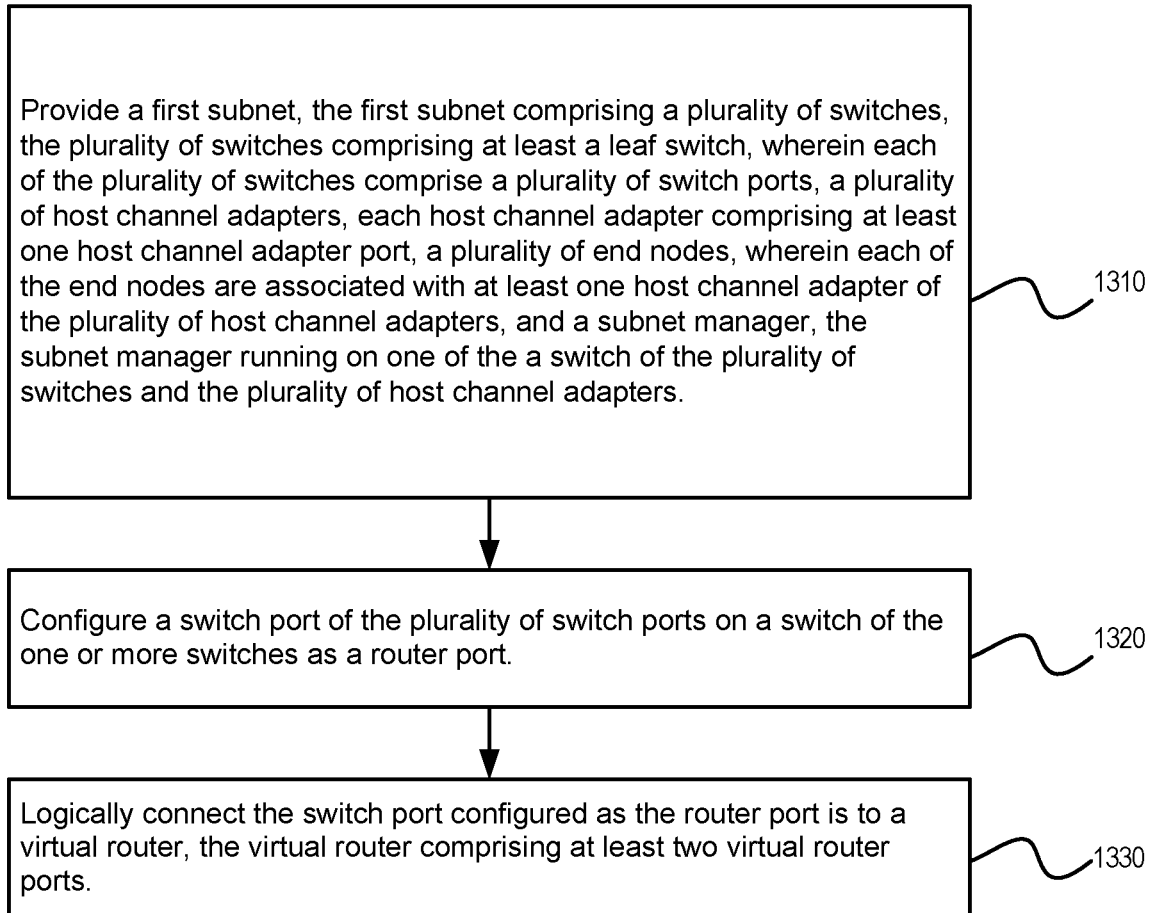 Provide a first subnet, the first subnet comprising a plurality of switches,
the plurality of switches comprising at least a leaf switch, wherein each
of the plurality of switches comprise a plurality of switch ports, a plurality
of host channel adapters, each host channel adapter comprising at least
one host channel adapter port, a plurality of end nodes, wherein each of
the end nodes are associated with at least one host channel adapter of
the plurality of host channel adapters, and a subnet manager, the
subnet manager running on one of the a switch of the plurality of
switches and the plurality of host channel adapters.
1310
Configure a switch port of the plurality of switch ports on a switch of the
one or more switches as a router port.
1320
Logically connect the switch port configured as the router port is to a
virtual router, the virtual router comprising at least two virtual router
ports.
1330